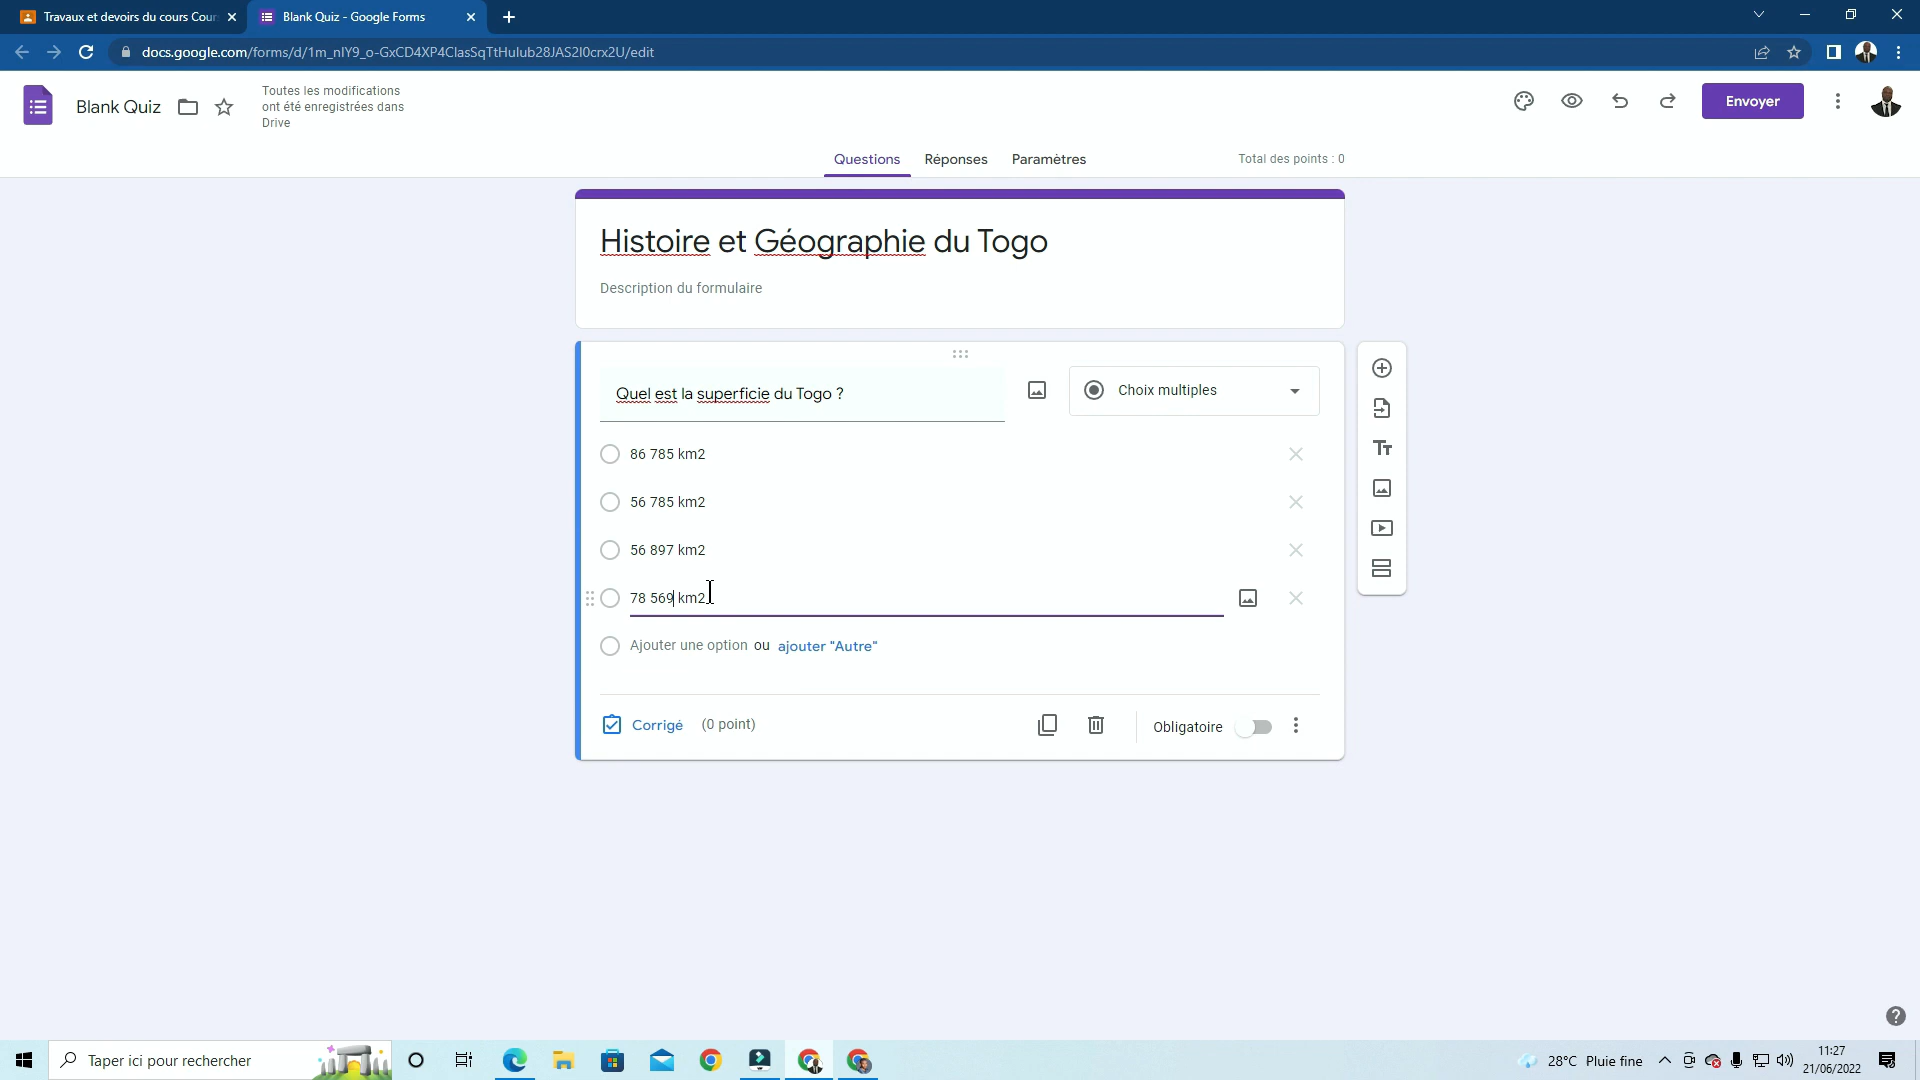 Travaux et devoirs du cours Cour
Blank Quiz - Google Forms
docs.google.com/forms/d/1m_nIY9_o-GxCD4XP4ClasSqTtHulub28JAS2I0crx2U/edit
Blank Quiz
Toutes les modifications
ont été enregistrées dans
Drive
Envoyer
Questions
Réponses
Paramètres
Total des points : 0
Histoire et Géographie du Togo
Description du formulaire
Quel est la superficie du Togo ?
Choix multiples
86 785 km2
56 785 km2
56 897 km2
78 569 km2
Ajouter une option ou ajouter "Autre"
Corrigé (0 point)
Obligatoire
Taper ici pour rechercher
28°C Pluie fine
11:27
21/06/2022